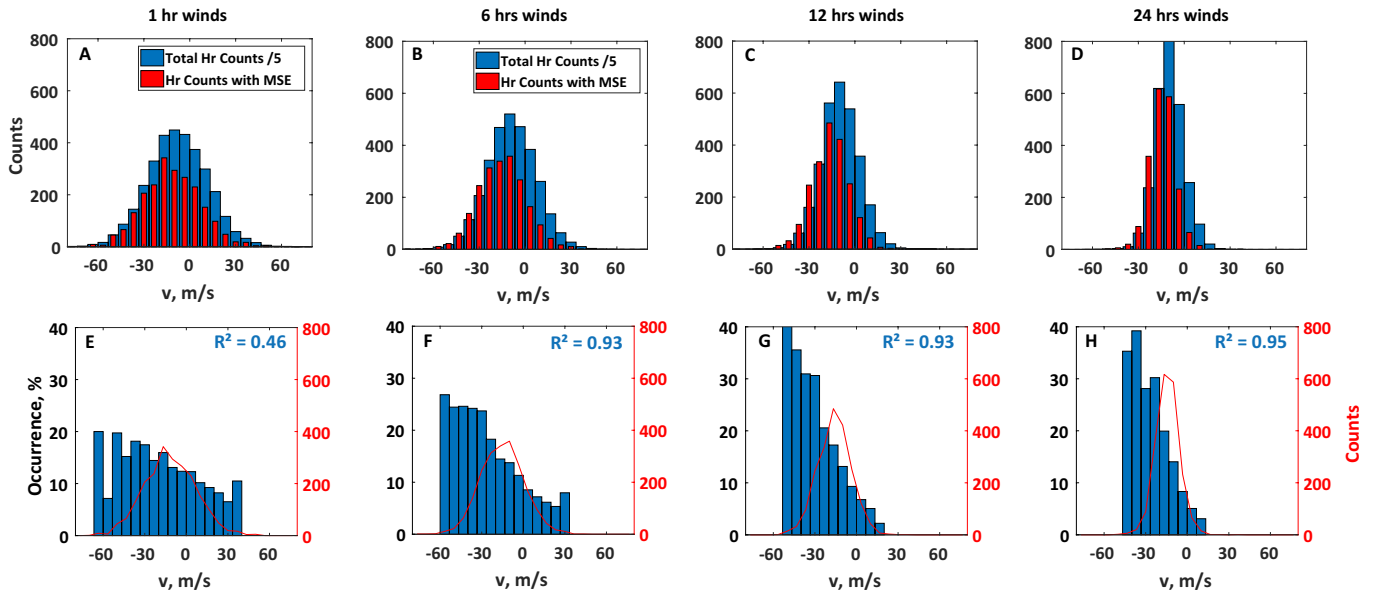 1 hr winds
6 hrs winds
12 hrs winds
24 hrs winds
A
Total Hr Counts /5
Hr Counts with MSE
800
600
400
200
0
Counts
-60 -30 0 30 60
v, m/s
B
Total Hr Counts /5
Hr Counts with MSE
800
600
400
200
0
-60 -30 0 30 60
v, m/s
C
800
600
400
200
0
-60 -30 0 30 60
v, m/s
D
800
600
400
200
0
-60 -30 0 30 60
v, m/s
E
R² = 0.46
40
30
20
10
0
Occurrence, %
800
600
400
200
0
-60 -30 0 30 60
v, m/s
F
R² = 0.93
40
30
20
10
0
800
600
400
200
0
-60 -30 0 30 60
v, m/s
G
R² = 0.93
40
30
20
10
0
800
600
400
200
0
-60 -30 0 30 60
v, m/s
H
R² = 0.95
40
30
20
10
0
800
600
400
200
0
Counts
-60 -30 0 30 60
v, m/s